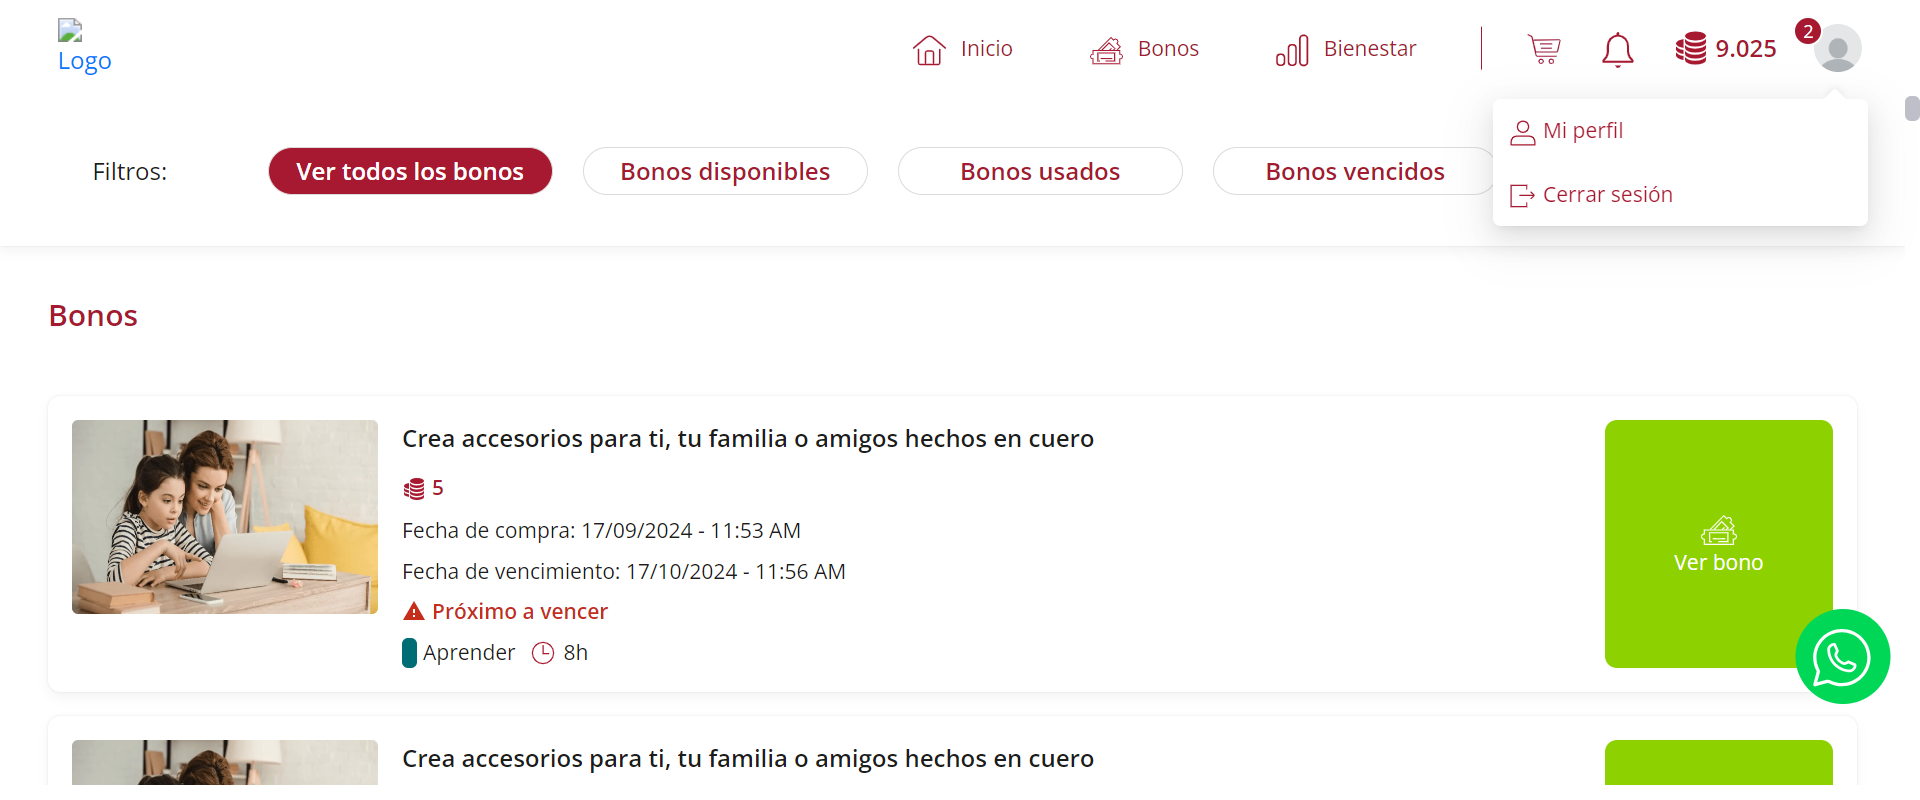 Logo
Inicio
Bonos
Bienestar
9.025
2
Mi perfil
Cerrar sesión
Filtros:
Ver todos los bonos
Bonos disponibles
Bonos usados
Bonos vencidos
Bonos
Crea accesorios para ti, tu familia o amigos hechos en cuero
5
Fecha de compra: 17/09/2024 - 11:53 AM
Fecha de vencimiento: 17/10/2024 - 11:56 AM
Próximo a vencer
Aprender
8h
Ver bono
Crea accesorios para ti, tu familia o amigos hechos en cuero